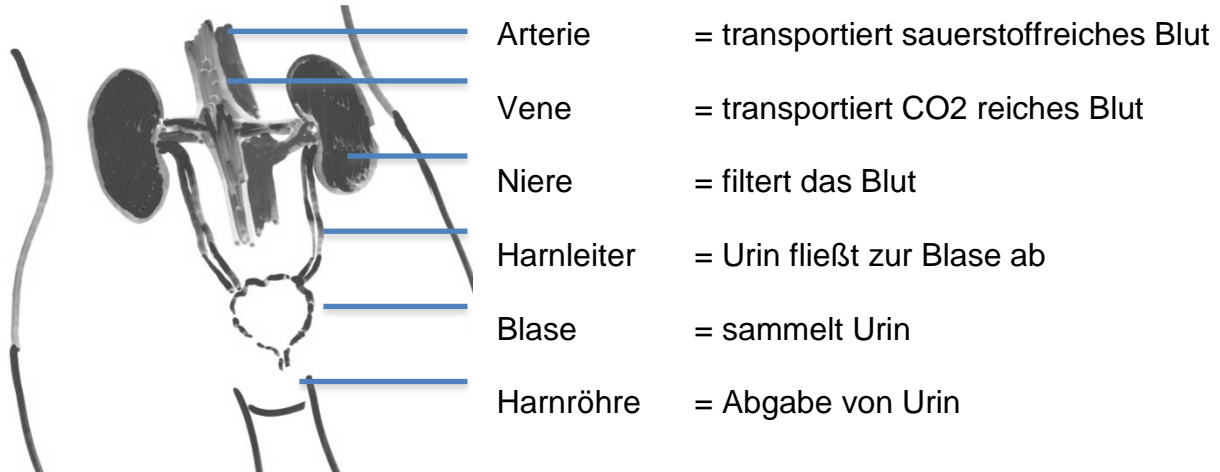 Arterie = transportiert sauerstoffreiches Blut
Vene = transportiert CO2 reiches Blut
Niere = filtert das Blut
Harnleiter = Urin fließt zur Blase ab
Blase = sammelt Urin
Harnröhre = Abgabe von Urin